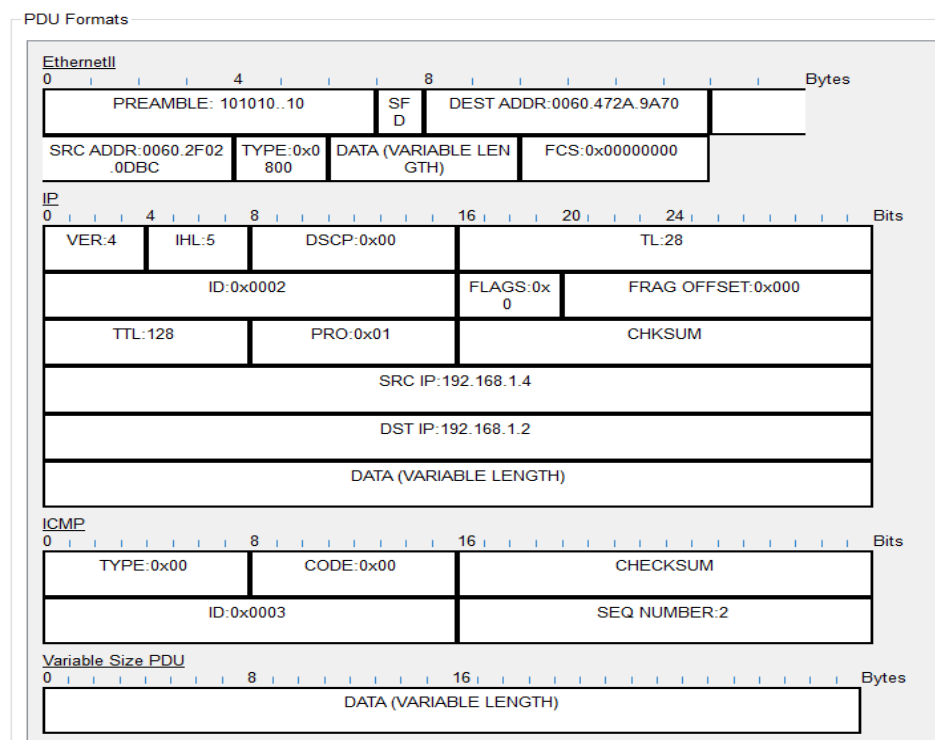 PDU Formats
EthernetII
0 4 8 Bytes
PREAMBLE: 101010..10 SF DEST ADDR:0060.472A.9A70
D
SRC ADDR:0060.2F02 TYPE:0x0 DATA (VARIABLE LEN FCS:0x00000000
.0DBC 800 GTH)
IP
0 4 8 16 20 24 Bits
VER:4 IHL:5 DSCP:0x00 TL:28
ID:0x0002 FLAGS:0x FRAG OFFSET:0x000
0
TTL:128 PRO:0x01 CHKSUM
SRC IP:192.168.1.4
DST IP:192.168.1.2
DATA (VARIABLE LENGTH)
ICMP
0 8 16 Bits
TYPE:0x00 CODE:0x00 CHECKSUM
ID:0x0003 SEQ NUMBER:2
Variable Size PDU
0 8 16 Bytes
DATA (VARIABLE LENGTH)